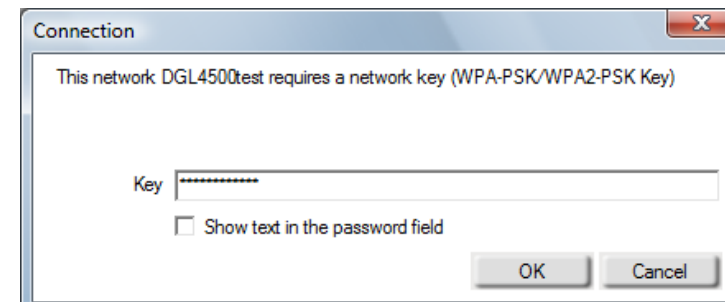 Connection
This network DGL4500test requires a network key (WPA-PSK/WPA2-PSK Key)
Key ************
Show text in the password field
OK Cancel